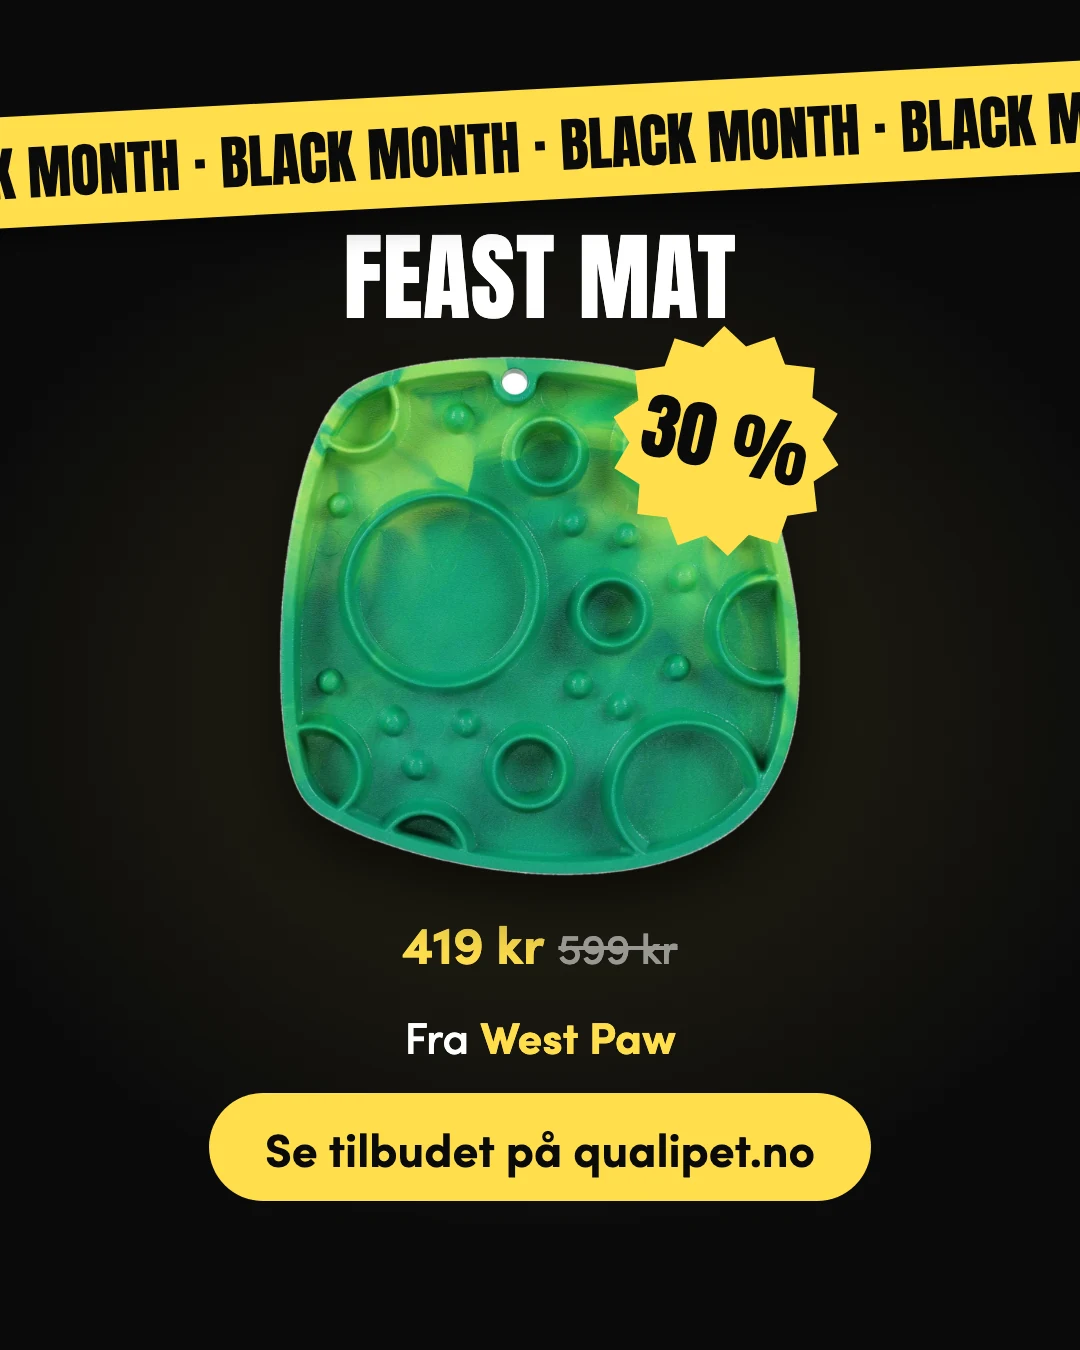 K MONTH · BLACK MONTH · BLACK MONTH · BLACK M
FEAST MAT
30 %
419 kr 599 kr
Fra West Paw
Se tilbudet på qualipet.no